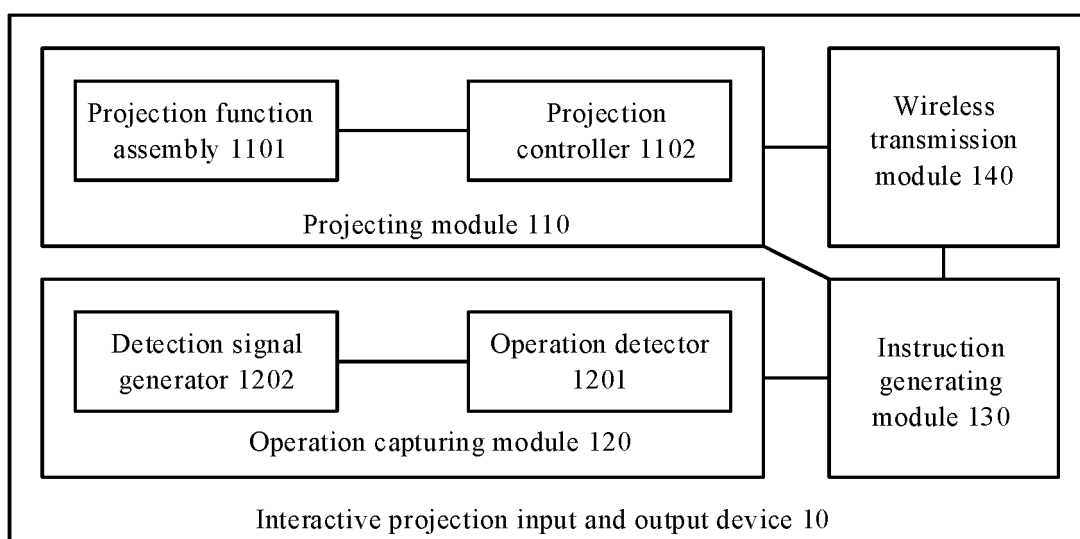 Projection function
assembly 1101
Projection
controller 1102
Projecting module 110
Wireless
transmission
module 140
Detection signal
generator 1202
Operation detector
1201
Operation capturing module 120
Instruction
generating
module 130
Interactive projection input and output device 10